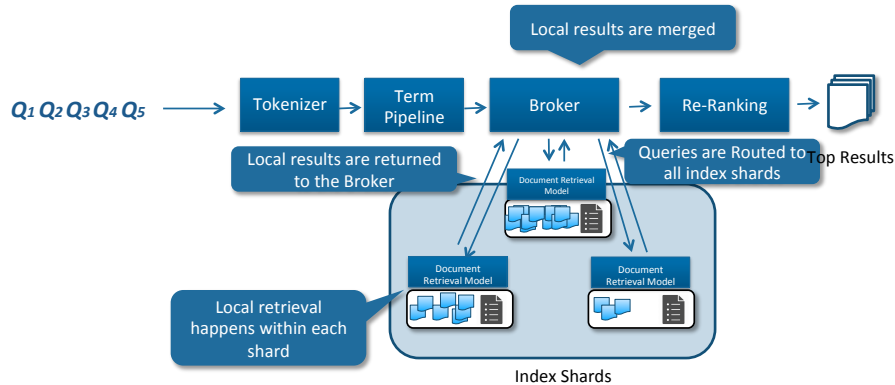 Local results are merged
Q1 Q2 Q3 Q4 Q5
Tokenizer
Term
Pipeline
Broker
Re-Ranking
Top Results
Local results are returned
to the Broker
Queries are Routed to
all index shards
Document Retrieval
Model
Document
Retrieval Model
Document
Retrieval Model
Local retrieval
happens within each
shard
Index Shards